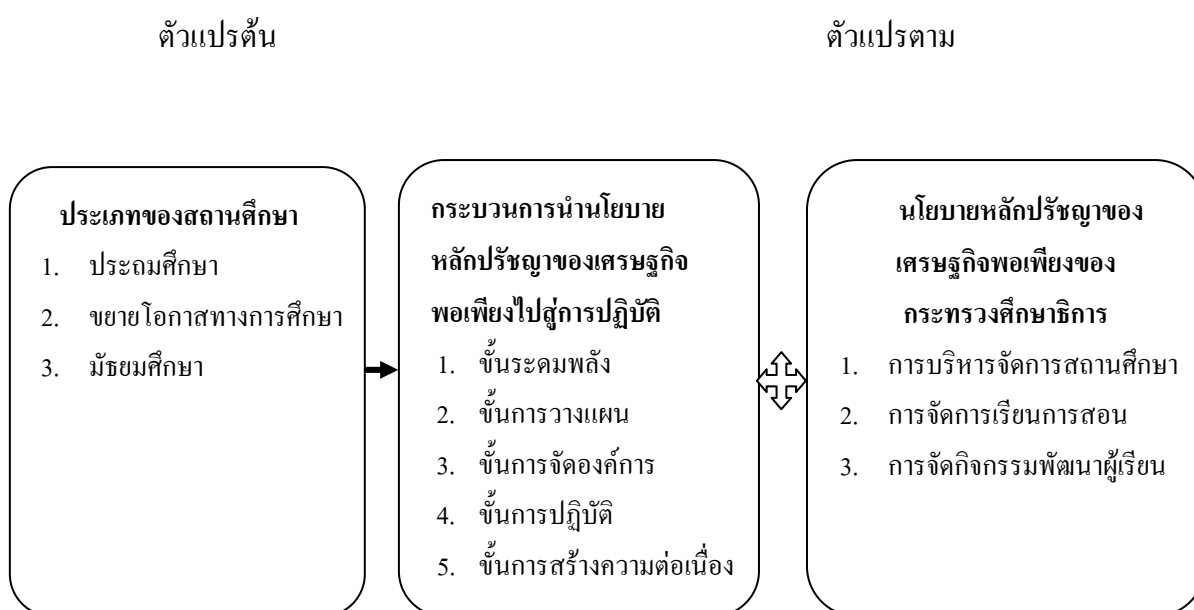 ตัวแปรต้น
ตัวแปรตาม
ประเภทของสถานศึกษา
1. ประถมศึกษา
2. ขยายโอกาสทางการศึกษา
3. มัธยมศึกษา
กระบวนการนำนโยบาย
หลักปรัชญาของเศรษฐกิจ
พอเพียงไปสู่การปฏิบัติ
1. ขั้นระดมพลัง
2. ขั้นการวางแผน
3. ขั้นการจัดองค์การ
4. ขั้นการปฏิบัติ
5. ขั้นการสร้างความต่อเนื่อง
นโยบายหลักปรัชญาของ
เศรษฐกิจพอเพียงของ
กระทรวงศึกษาธิการ
1. การบริหารจัดการสถานศึกษา
2. การจัดการเรียนการสอน
3. การจัดกิจกรรมพัฒนาผู้เรียน